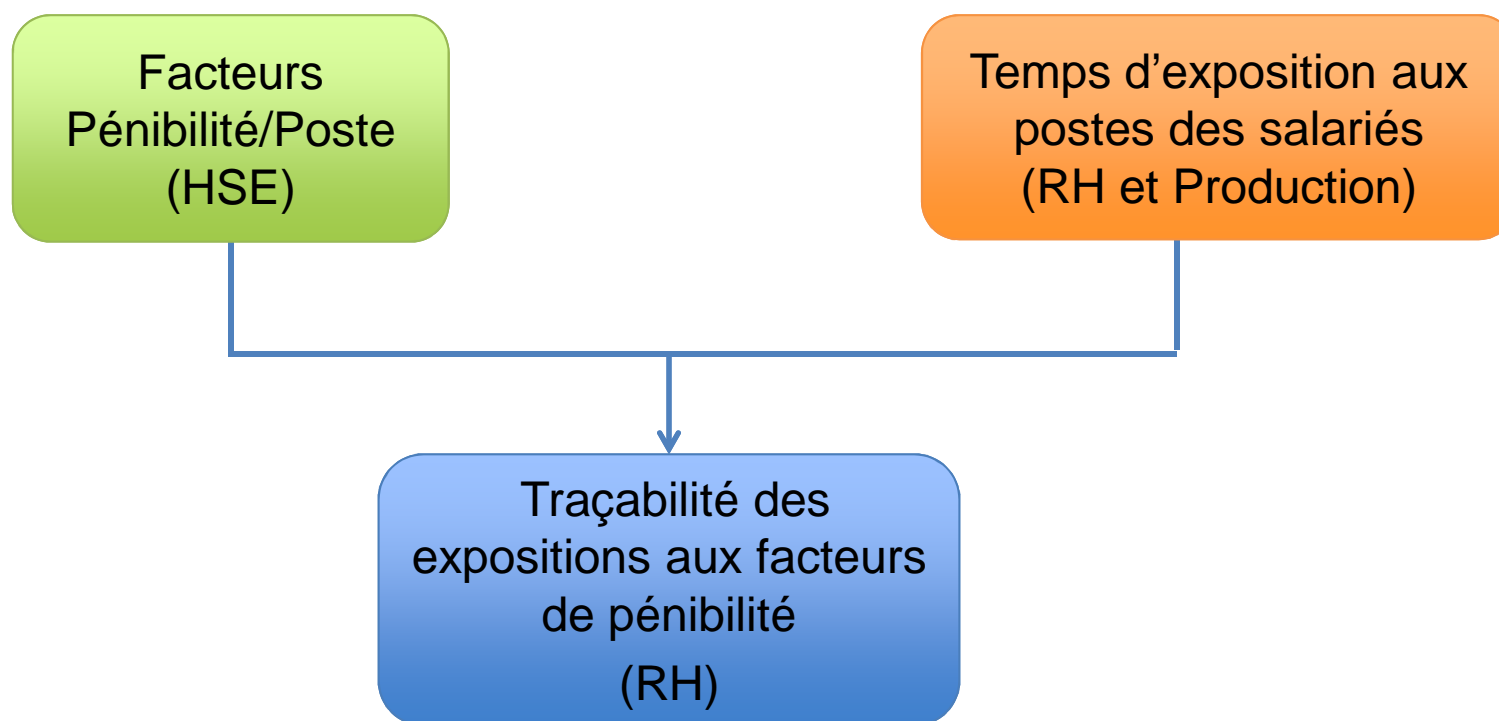 Facteurs
Pénibilité/Poste
(HSE)
Temps d’exposition aux
postes des salariés
(RH et Production)
Traçabilité des
expositions aux facteurs
de pénibilité
(RH)